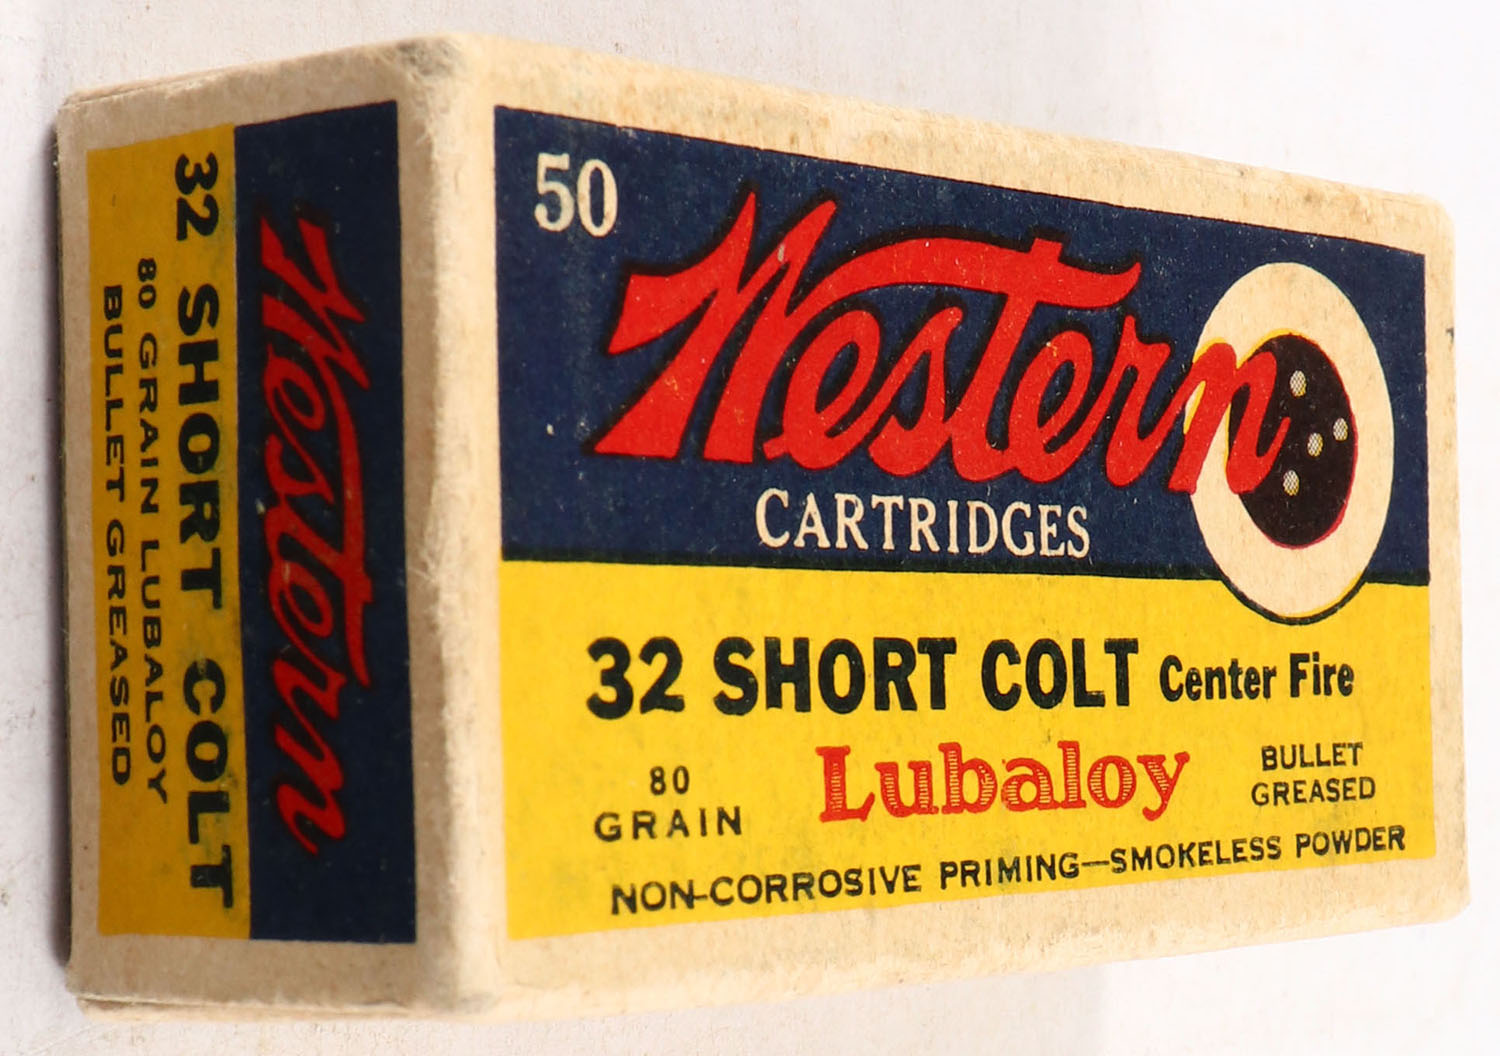 50
Western
CARTRIDGES
32 SHORT COLT Center Fire
80
GRAIN
Lubaloy
BULLET
GREASED
NON-CORROSIVE PRIMING—SMOKELESS POWDER
Western
32 SHORT COLT
80 GRAIN LUBALOY
BULLET GREASED